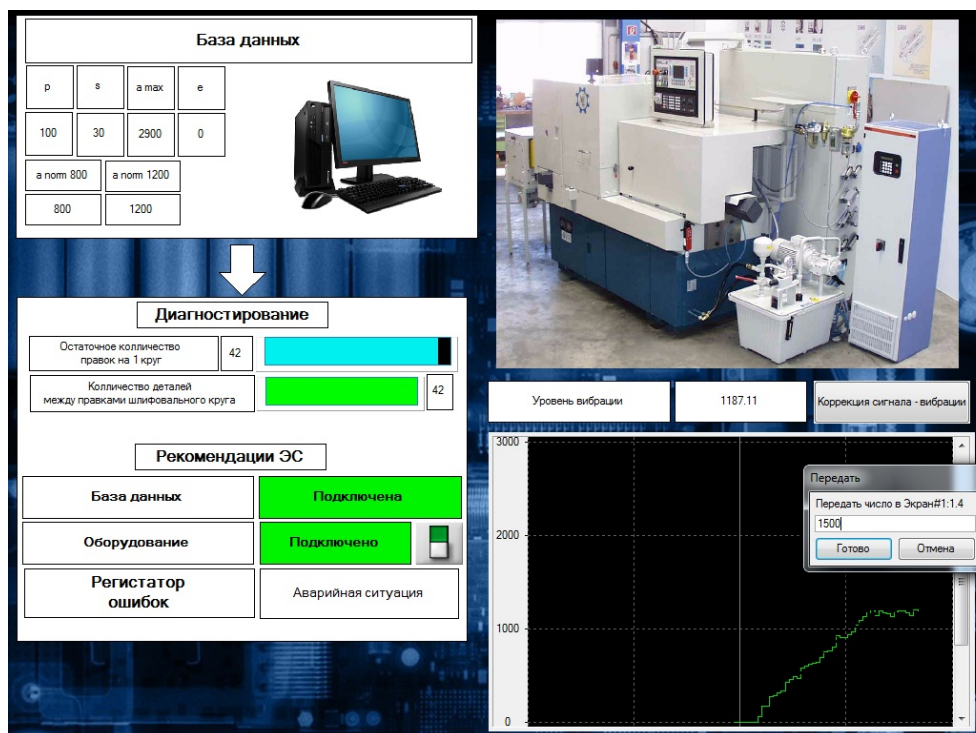 База данных
p s a max e
100 30 2900 0
a norm 800 a norm 1200
800 1200
Диагностирование
Остаточное колличество
правок на 1 круг
42
Колличество деталей
между правками шлифовального круга
42
Рекомендации ЭС
База данных Подключена
Оборудование Подключено
Регистатор
ошибок
Аварийная ситуация
Уровень вибрации 1187.11 Коррекция сигнала - вибрации
3000
2000
1000
0
Передать
Передать число в Экран#1:1.4
1500
Готово Отмена